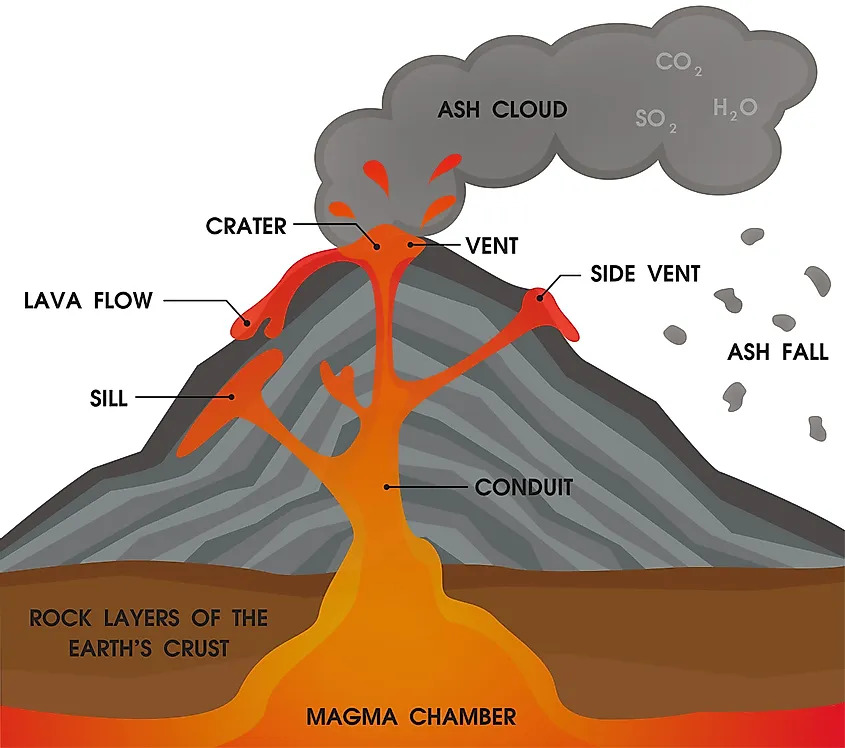 CO₂
ASH CLOUD
SO₂
H₂O
CRATER
VENT
SIDE VENT
LAVA FLOW
ASH FALL
SILL
CONDUIT
ROCK LAYERS OF THE
EARTH'S CRUST
MAGMA CHAMBER